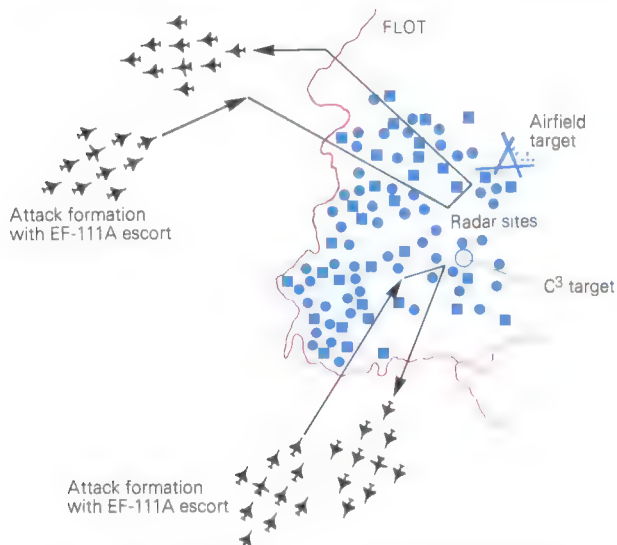 FLOT
Airfield
target
Attack formation
with EF-111A escort
Radar sites
C³ target
Attack formation
with EF-111A escort